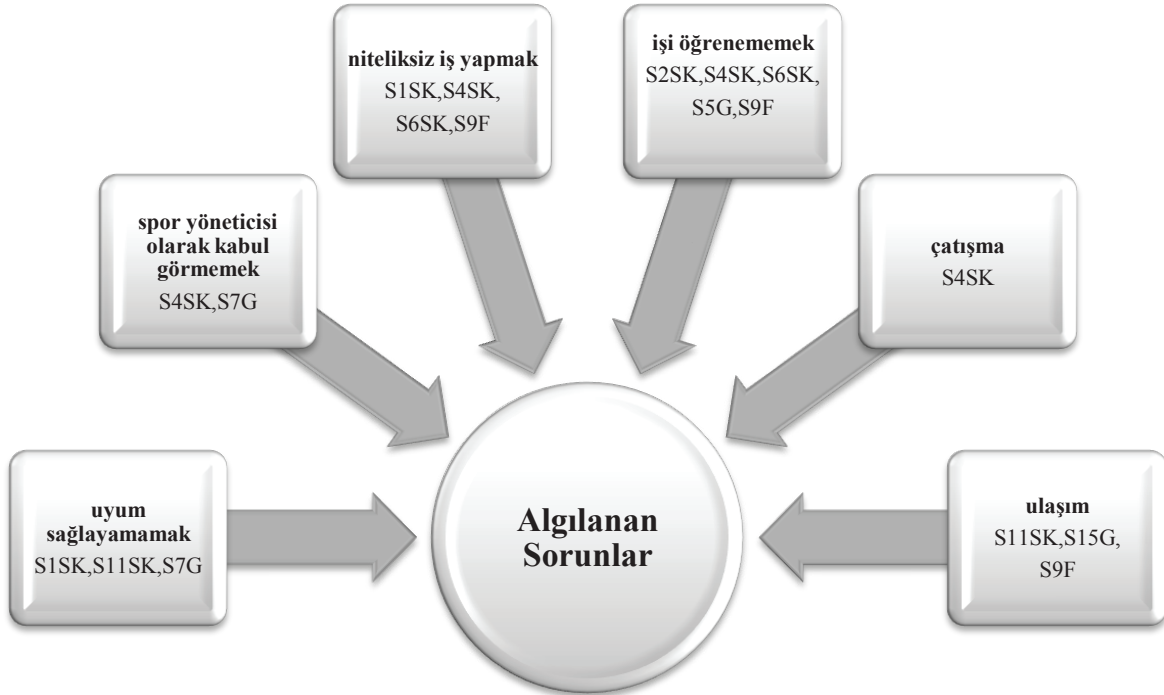 niteliksiz iş yapmak
S1SK,S4SK,
S6SK,S9F
işi öğrenememek
S2SK,S4SK,S6SK,
S5G,S9F
spor yöneticisi
olarak kabul
görmemek
S4SK,S7G
çatışma
S4SK
uyum
sağlayamamak
S1SK,S11SK,S7G
Algılanan
Sorunlar
ulaşım
S11SK,S15G,
S9F